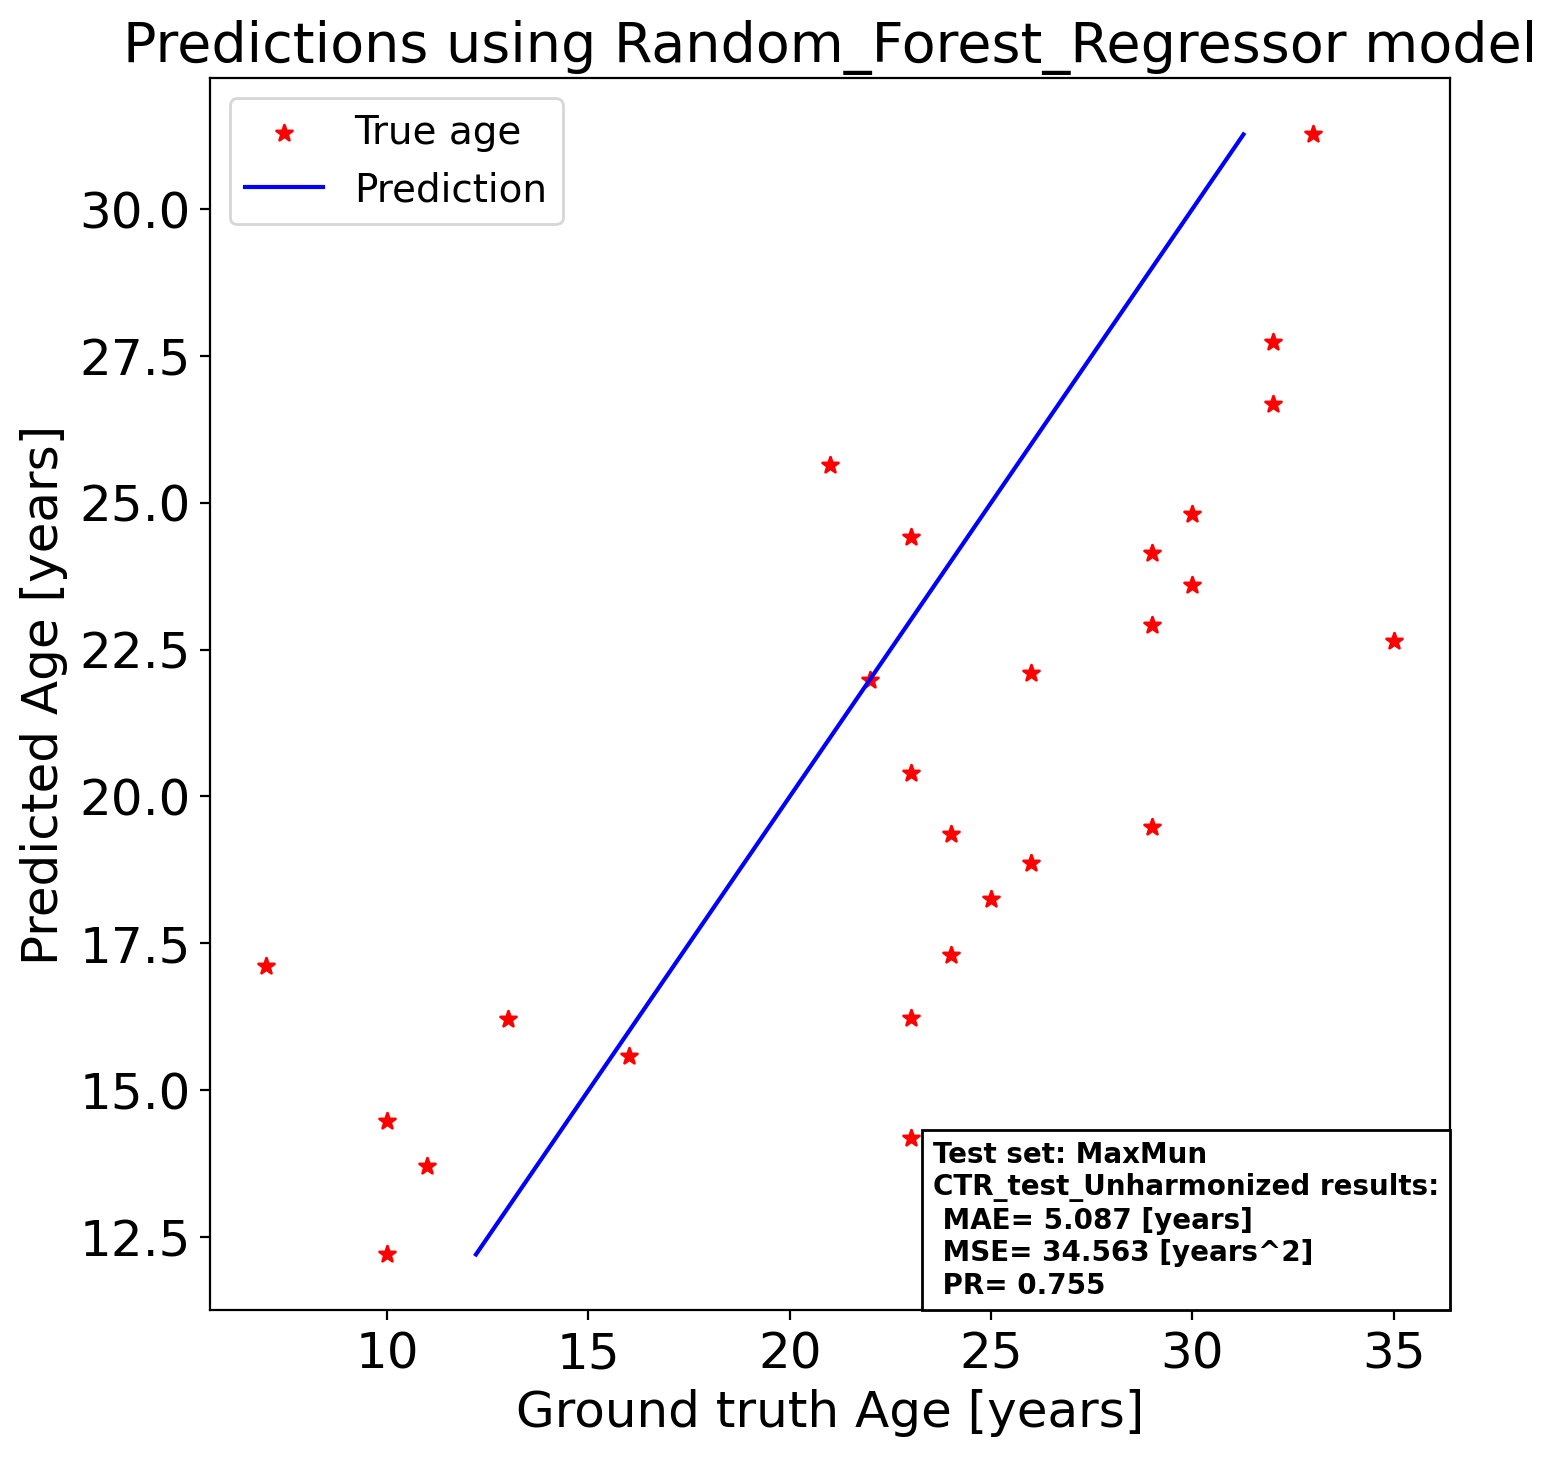 Predictions using Random_Forest_Regressor model
True age
Prediction
30.0
27.5
25.0
22.5
20.0
17.5
15.0
12.5
Predicted Age [years]
Test set: MaxMun
CTR_test_Unharmonized results:
MAE= 5.087 [years]
MSE= 34.563 [years^2]
PR= 0.755
10 15 20 25 30 35
Ground truth Age [years]